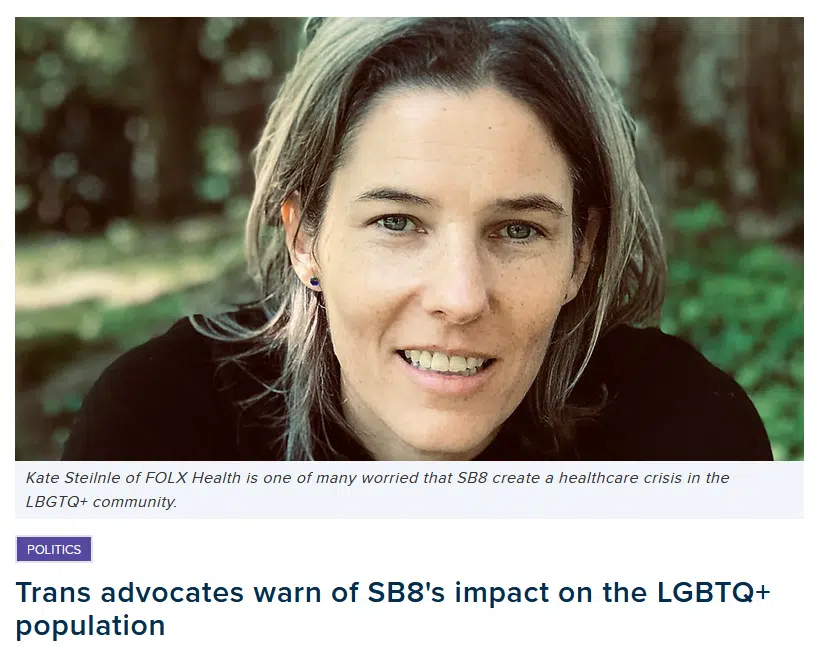 Kate Steilnle of FOLX Health is one of many worried that SB8 create a healthcare crisis in the
LBGTQ+ community.
POLITICS
Trans advocates warn of SB8's impact on the LGBTQ+
population